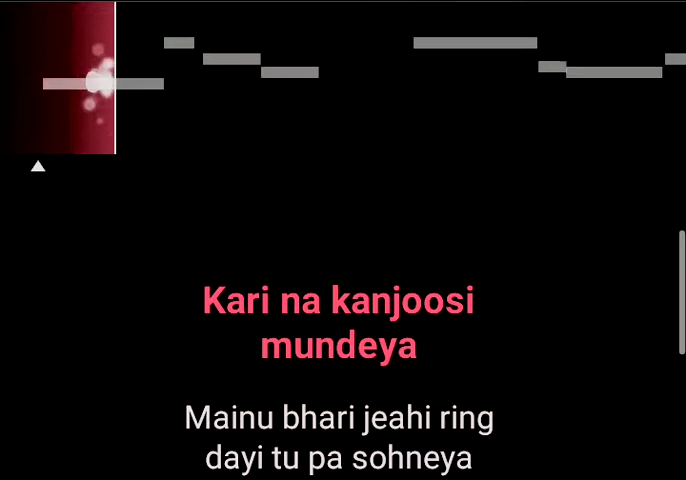 Kari na kanjoosi
mundeya
Mainu bhari jeahi ring
dayi tu pa sohneya